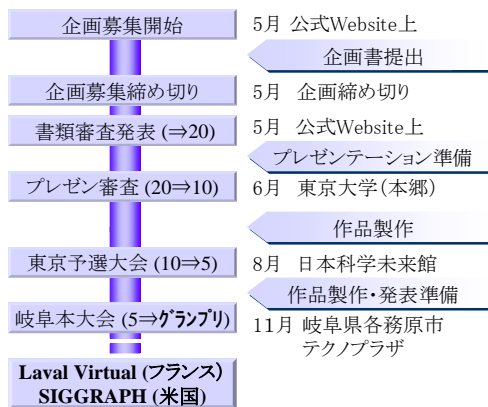 企画募集開始
5月 公式Website上
企画書提出
企画募集締め切り
5月 企画締め切り
書類審査発表 (⇒20)
5月 公式Website上
プレゼンテーション準備
プレゼン審査 (20⇒10)
6月 東京大学(本郷)
作品製作
東京予選大会 (10⇒5)
8月 日本科学未来館
作品製作・発表準備
岐阜本大会 (5⇒グランプリ)
11月 岐阜県各務原市
テクノプラザ
Laval Virtual (フランス)
SIGGRAPH (米国)